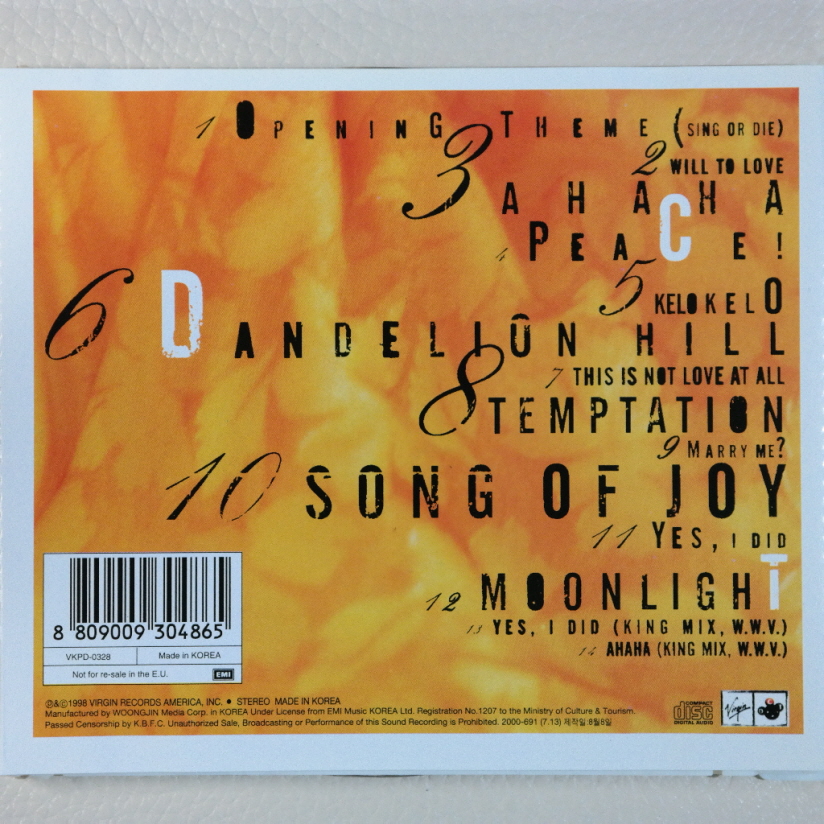 1 OPENING THEME (SING OR DIE)
2 WILL TO LOVE
3 AHAHA
4 PEACE!
5 KELOKELO
6 DANDELION HILL
7 THIS IS NOT LOVE AT ALL
8 TEMPTATION
9 MARRY ME?
10 SONG OF JOY
11 YES, I DID
12 MOONLIGHT
13 YES, I DID (KING MIX, W.W.V.)
14 AHAHA (KING MIX, W.W.V.)
8 809009 304865
VKPD-0328 Made in KOREA
Not for re-sale in the E.U. EMI
℗&©1998 VIRGIN RECORDS AMERICA, INC. ● STEREO MADE IN KOREA
Manufactured by WOONGJIN Media Corp. in KOREA Under License from EMI Music KOREA Ltd. Registration No.1207 to the Ministry of Culture & Tourism.
Passed Censorship by K.B.F.C. Unauthorized Sale, Broadcasting or Performance of this Sound Recording is Prohibited. 2000-691 (7.13) 제작일:8월8일
COMPACT
disc
DIGITAL AUDIO
Virgin